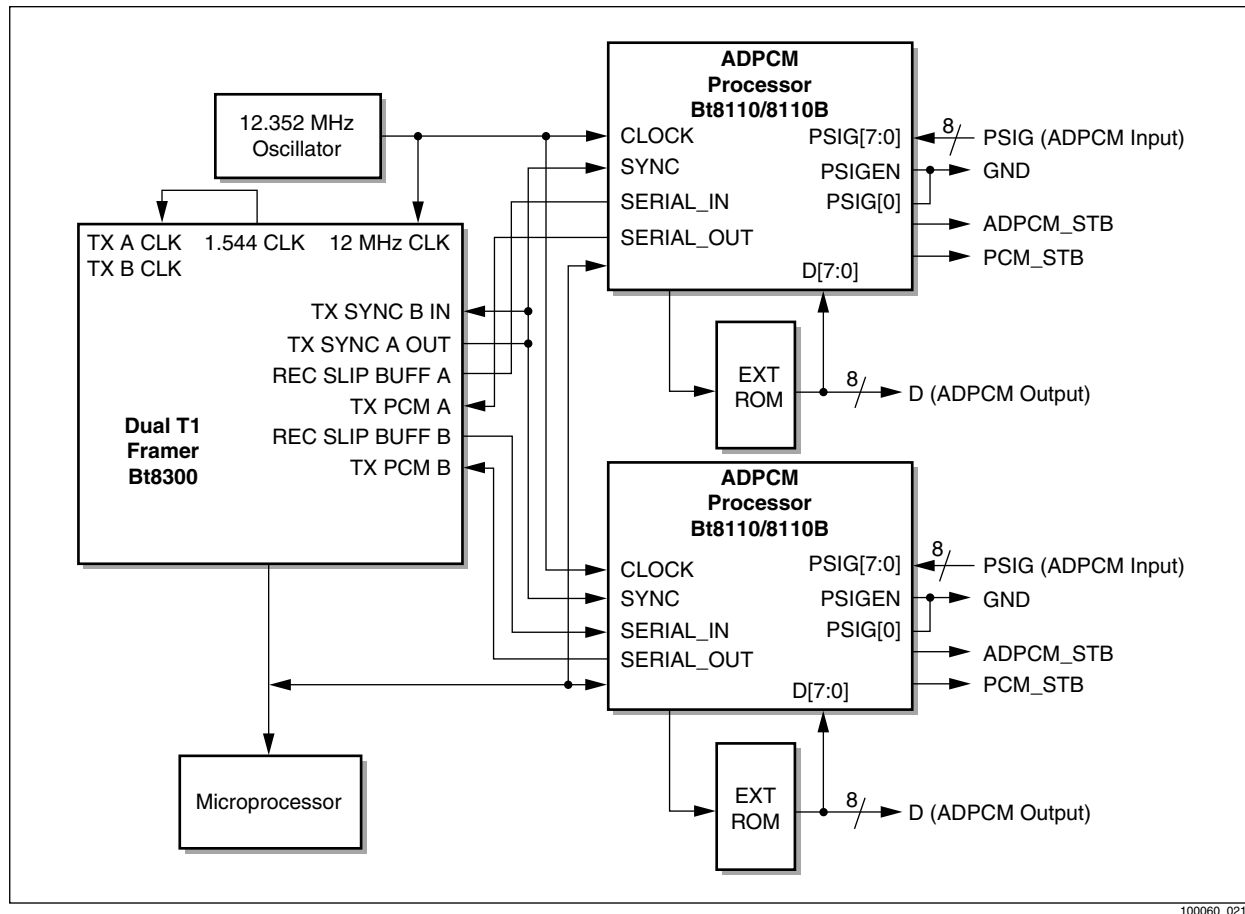 ADPCM
Processor
Bt8110/8110B
12.352 MHz
Oscillator
CLOCK
SYNC
SERIAL_IN
SERIAL_OUT
PSIG[7:0]
PSIGEN
PSIG[0]
D[7:0]
8
PSIG (ADPCM Input)
GND
ADPCM_STB
PCM_STB
TX A CLK
TX B CLK
1.544 CLK
12 MHz CLK
TX SYNC B IN
TX SYNC A OUT
REC SLIP BUFF A
TX PCM A
REC SLIP BUFF B
TX PCM B
Dual T1
Framer
Bt8300
EXT
ROM
8
D (ADPCM Output)
ADPCM
Processor
Bt8110/8110B
CLOCK
SYNC
SERIAL_IN
SERIAL_OUT
PSIG[7:0]
PSIGEN
PSIG[0]
D[7:0]
8
PSIG (ADPCM Input)
GND
ADPCM_STB
PCM_STB
Microprocessor
EXT
ROM
8
D (ADPCM Output)
100060_021